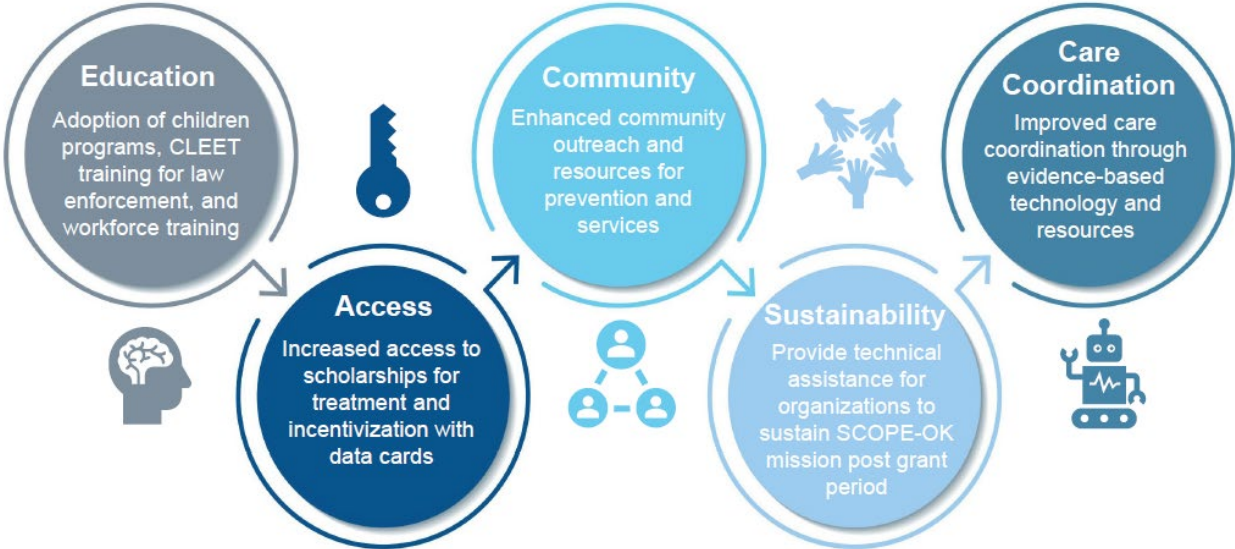 Education
Adoption of children
programs, CLEET
training for law
enforcement, and
workforce training
Access
Increased access to
scholarships for
treatment and
incentivization with
data cards
Community
Enhanced community
outreach and
resources for
prevention and
services
Sustainability
Provide technical
assistance for
organizations to
sustain SCOPE-OK
mission post grant
period
Care
Coordination
Improved care
coordination through
evidence-based
technology and
resources